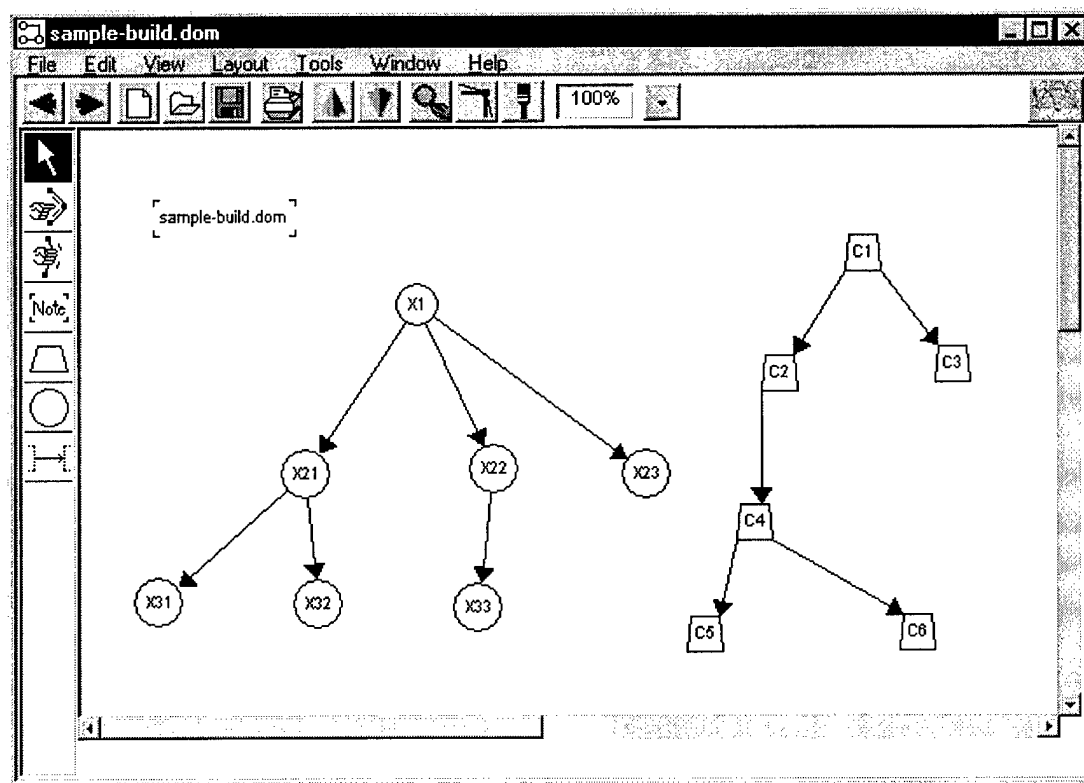 sample-build.dom
File Edit View Layout Tools Window Help
100%
Note
sample-build.dom
C1
X1
C2 C3
X21 X22 X23
C4
X31 X32 X33
C5 C6